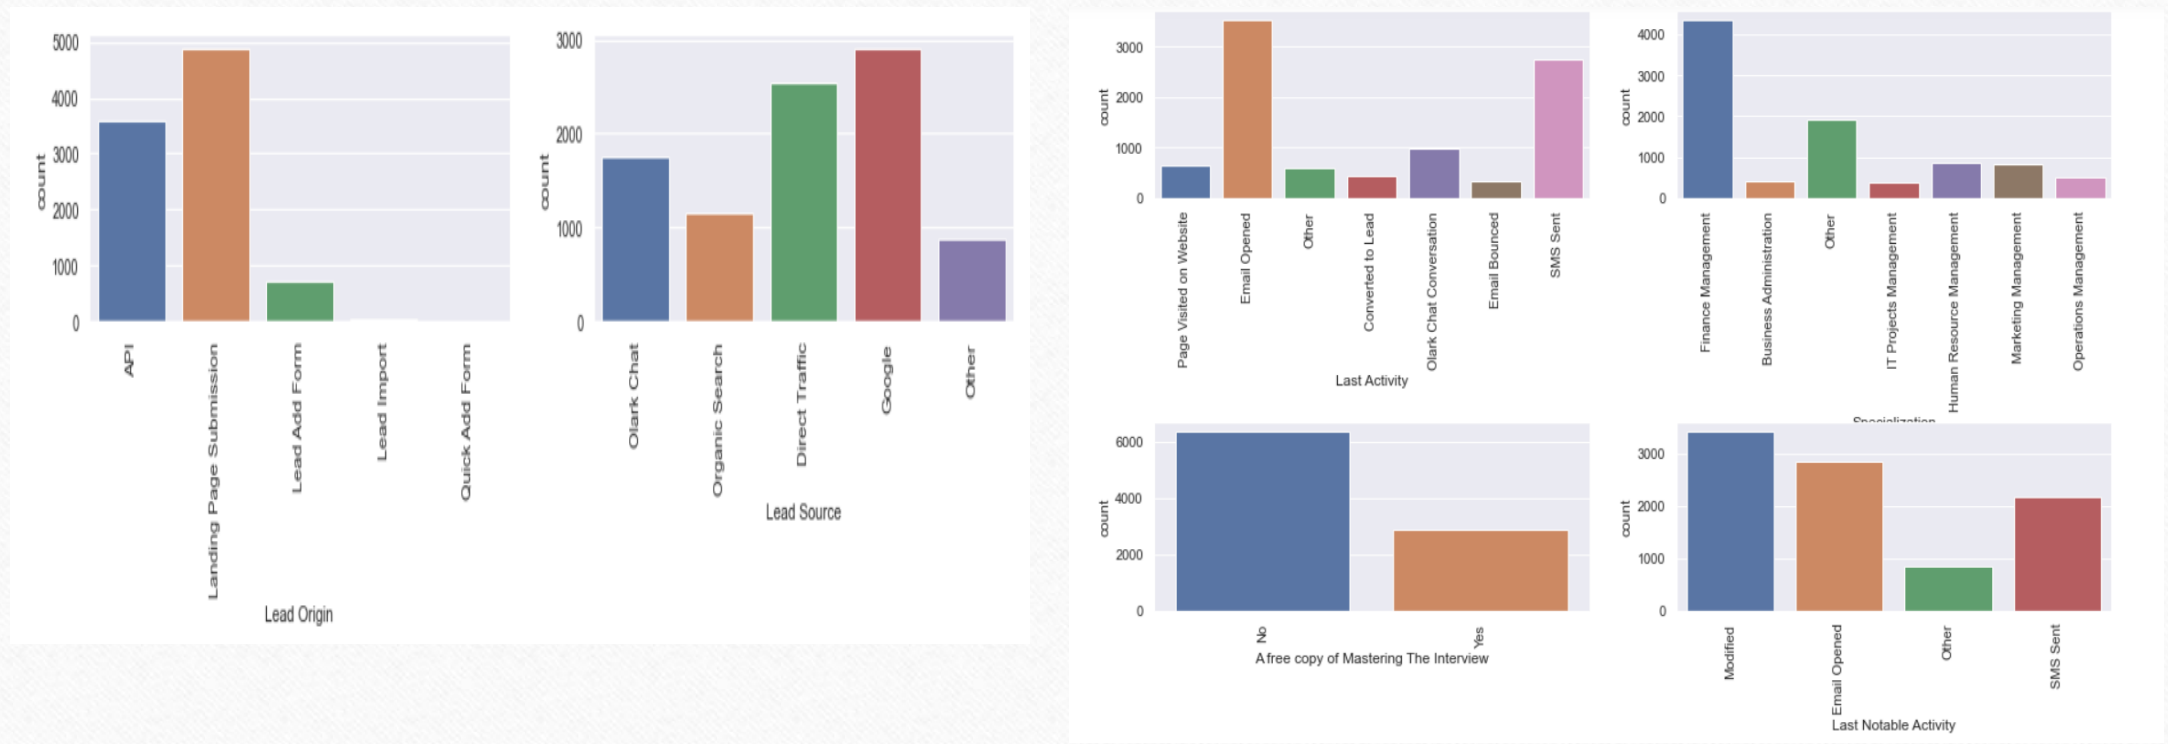 5000
4000
3000
2000
1000
0
count
API
Landing Page Submission
Lead Add Form
Lead Import
Quick Add Form
Lead Origin
3000
2000
1000
0
count
Olark Chat
Organic Search
Direct Traffic
Google
Other
Lead Source
3000
2000
1000
0
count
Page Visited on Website
Email Opened
Other
Converted to Lead
Olark Chat Conversation
Email Bounced
SMS Sent
Last Activity
4000
3000
2000
1000
0
count
Finance Management
Business Administration
Other
IT Projects Management
Human Resource Management
Marketing Management
Operations Management
Specialization
6000
4000
2000
0
count
No
Yes
A free copy of Mastering The Interview
3000
2000
1000
0
count
Modified
Email Opened
Other
SMS Sent
Last Notable Activity